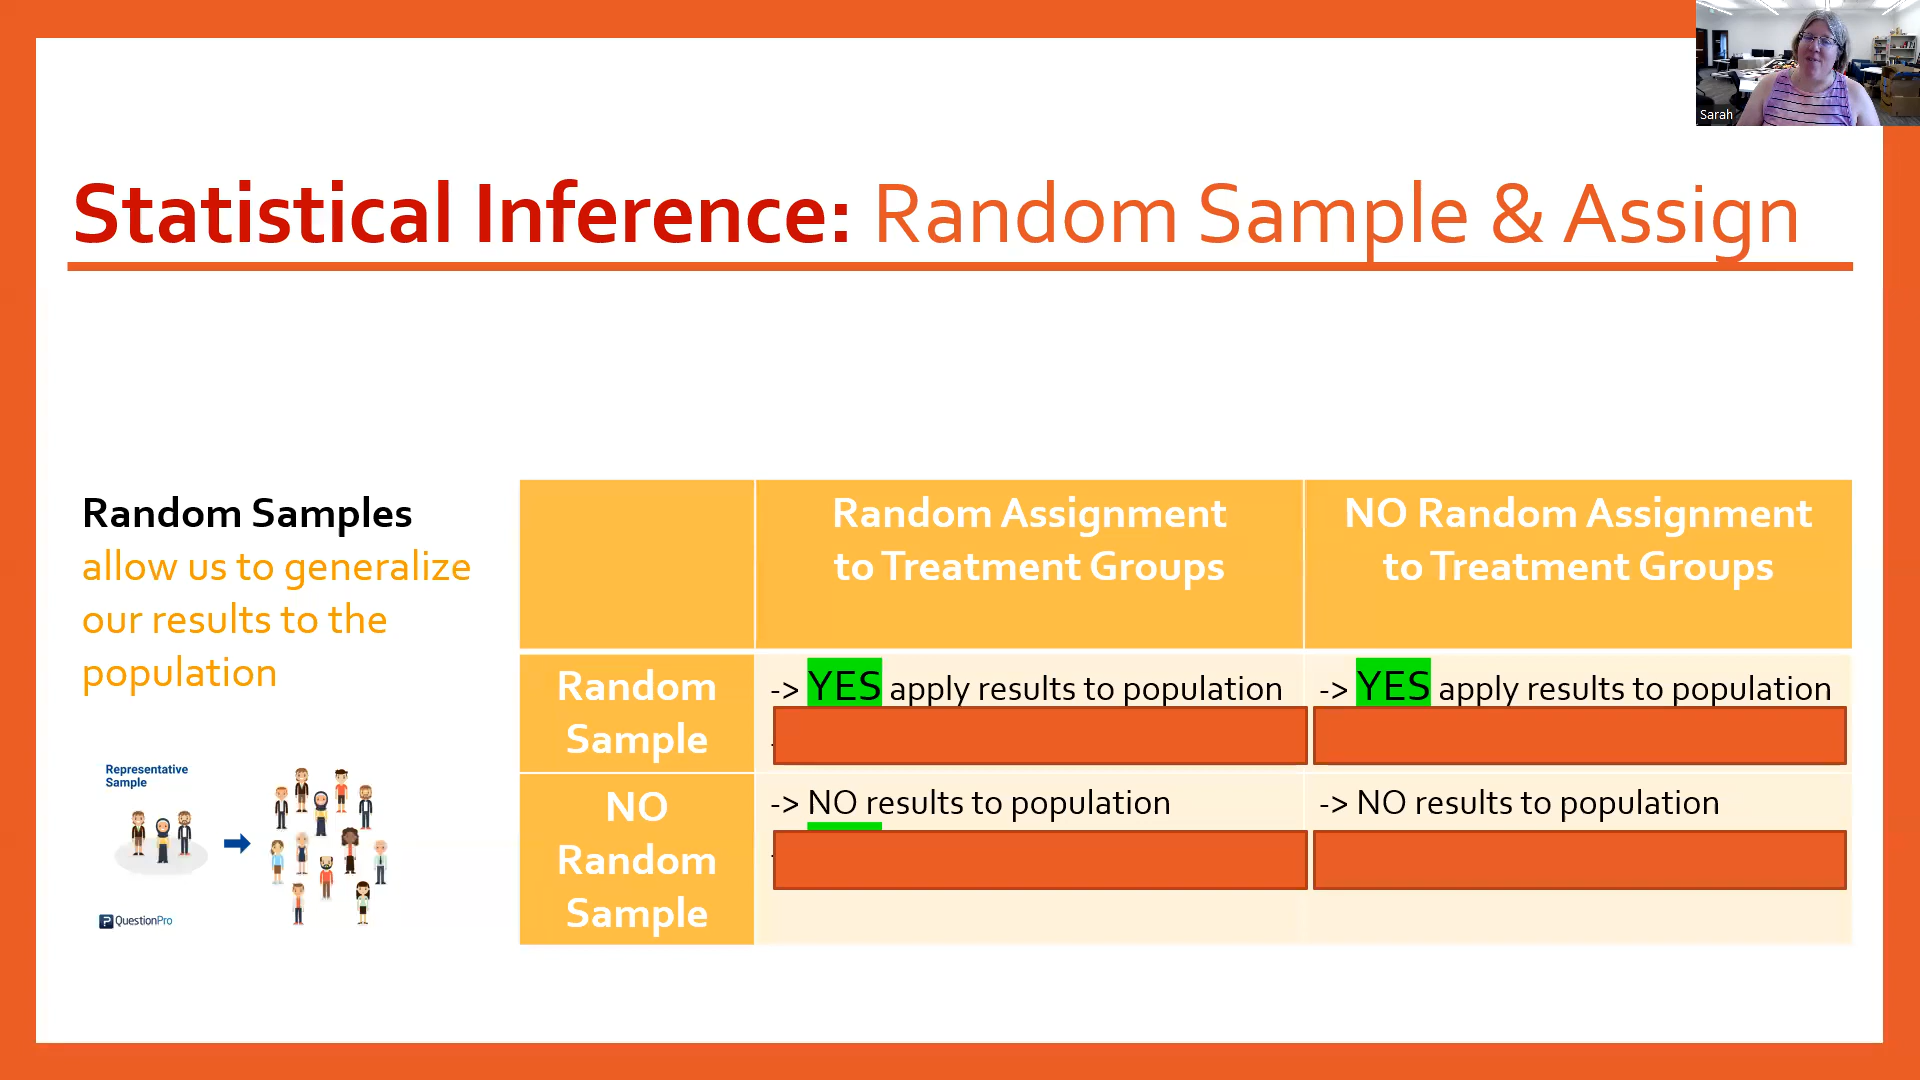 Sarah
Statistical Inference: Random Sample & Assign
Random Samples
allow us to generalize
our results to the
population
Representative
Sample
QuestionPro
Random Assignment
to Treatment Groups
NO Random Assignment
to Treatment Groups
Random
Sample
-> YES apply results to population
-> YES apply results to population
NO
Random
Sample
-> NO results to population
-> NO results to population